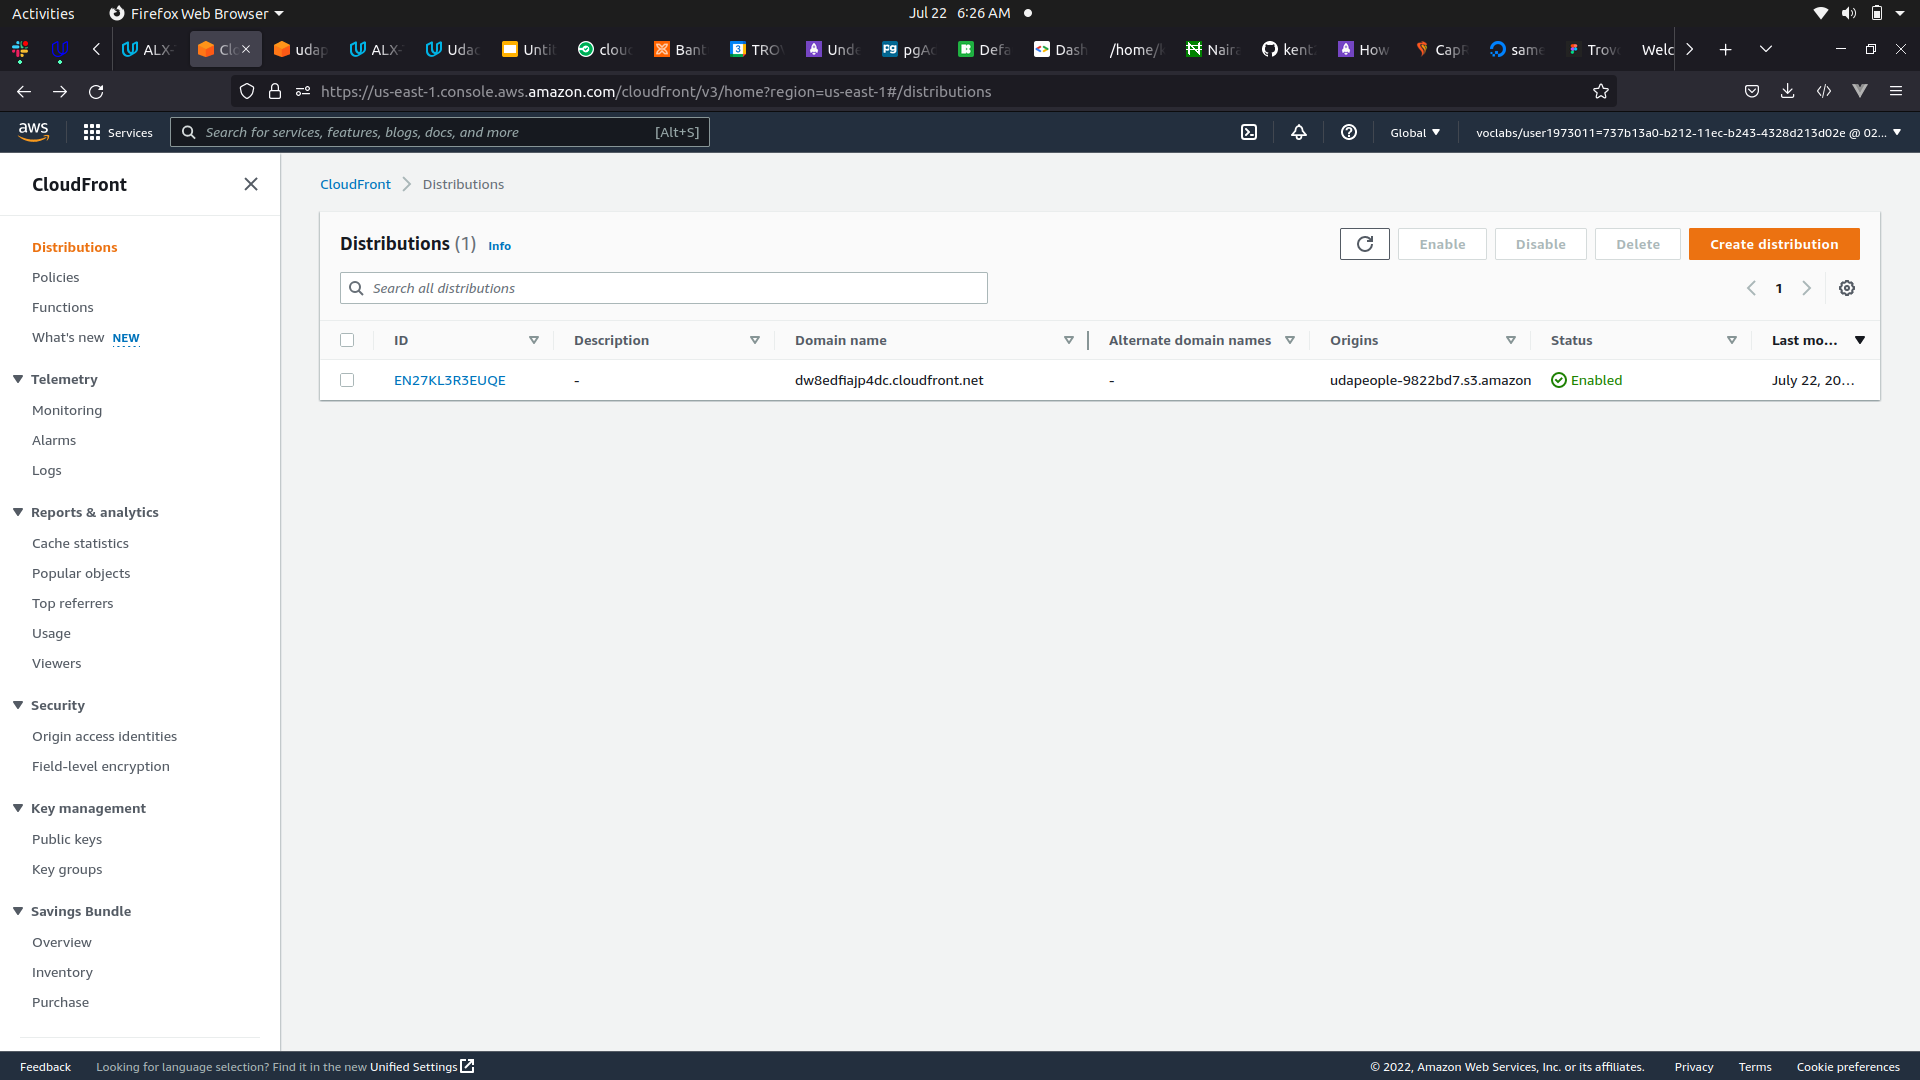 Activities Firefox Web Browser Jul 22 6:26 AM
ALX- Clo udap ALX- Udac Untit clouc Bant TROV Unde pgAd Defa Dash /home/k Naira kent How CapR same Trovo Welc
https://us-east-1.console.aws.amazon.com/cloudfront/v3/home?region=us-east-1#/distributions
aws Services Search for services, features, blogs, docs, and more [Alt+S] Global voclabs/user1973011=737b13a0-b212-11ec-b243-4328d213d02e @ 02...
CloudFront
Distributions
Policies
Functions
What's new NEW
Telemetry
Monitoring
Alarms
Logs
Reports & analytics
Cache statistics
Popular objects
Top referrers
Usage
Viewers
Security
Origin access identities
Field-level encryption
Key management
Public keys
Key groups
Savings Bundle
Overview
Inventory
Purchase
CloudFront Distributions
Distributions (1) Info Enable Disable Delete Create distribution
Search all distributions 1
ID Description Domain name Alternate domain names Origins Status Last mo...
EN27KL3R3EUQE - dw8edfiajp4dc.cloudfront.net - udapeople-9822bd7.s3.amazon Enabled July 22, 20...
Feedback Looking for language selection? Find it in the new Unified Settings © 2022, Amazon Web Services, Inc. or its affiliates. Privacy Terms Cookie preferences